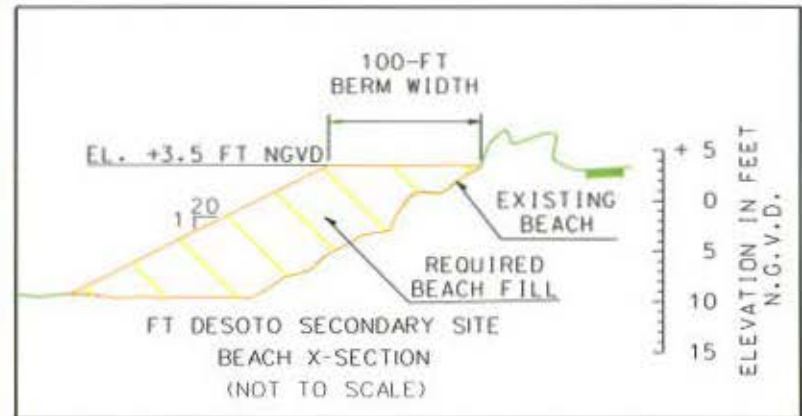 100-FT
BERM WIDTH
EL. +3.5 FT NGVD
20
1
EXISTING
BEACH
REQUIRED
BEACH FILL
FT DESOTO SECONDARY SITE
BEACH X-SECTION
(NOT TO SCALE)
+ 5
0
5
10
15
ELEVATION IN FEET
N.G.V.D.